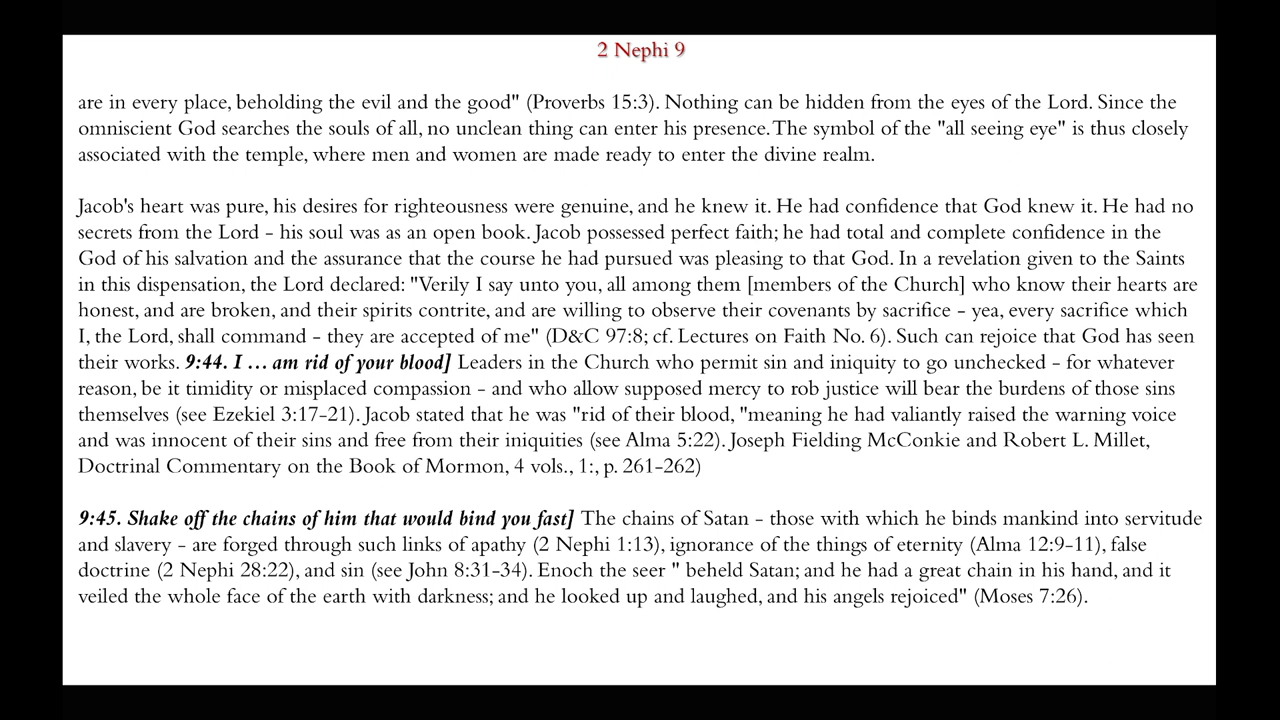 2 Nephi 9
are in every place, beholding the evil and the good" (Proverbs 15:3). Nothing can be hidden from the eyes of the Lord. Since the
omniscient God searches the souls of all, no unclean thing can enter his presence. The symbol of the "all seeing eye" is thus closely
associated with the temple, where men and women are made ready to enter the divine realm.
Jacob's heart was pure, his desires for righteousness were genuine, and he knew it. He had confidence that God knew it. He had no
secrets from the Lord - his soul was as an open book. Jacob possessed perfect faith; he had total and complete confidence in the
God of his salvation and the assurance that the course he had pursued was pleasing to that God. In a revelation given to the Saints
in this dispensation, the Lord declared: "Verily I say unto you, all among them [members of the Church] who know their hearts are
honest, and are broken, and their spirits contrite, and are willing to observe their covenants by sacrifice - yea, every sacrifice which
I, the Lord, shall command - they are accepted of me" (D&C 97:8; cf. Lectures on Faith No. 6). Such can rejoice that God has seen
their works. 9:44. I ... am rid of your blood] Leaders in the Church who permit sin and iniquity to go unchecked - for whatever
reason, be it timidity or misplaced compassion - and who allow supposed mercy to rob justice will bear the burdens of those sins
themselves (see Ezekiel 3:17-21). Jacob stated that he was "rid of their blood, "meaning he had valiantly raised the warning voice
and was innocent of their sins and free from their iniquities (see Alma 5:22). Joseph Fielding McConkie and Robert L. Millet,
Doctrinal Commentary on the Book of Mormon, 4 vols., 1:, p. 261-262)
9:45. Shake off the chains of him that would bind you fast] The chains of Satan - those with which he binds mankind into servitude
and slavery - are forged through such links of apathy (2 Nephi 1:13), ignorance of the things of eternity (Alma 12:9-11), false
doctrine (2 Nephi 28:22), and sin (see John 8:31-34). Enoch the seer " beheld Satan; and he had a great chain in his hand, and it
veiled the whole face of the earth with darkness; and he looked up and laughed, and his angels rejoiced" (Moses 7:26).